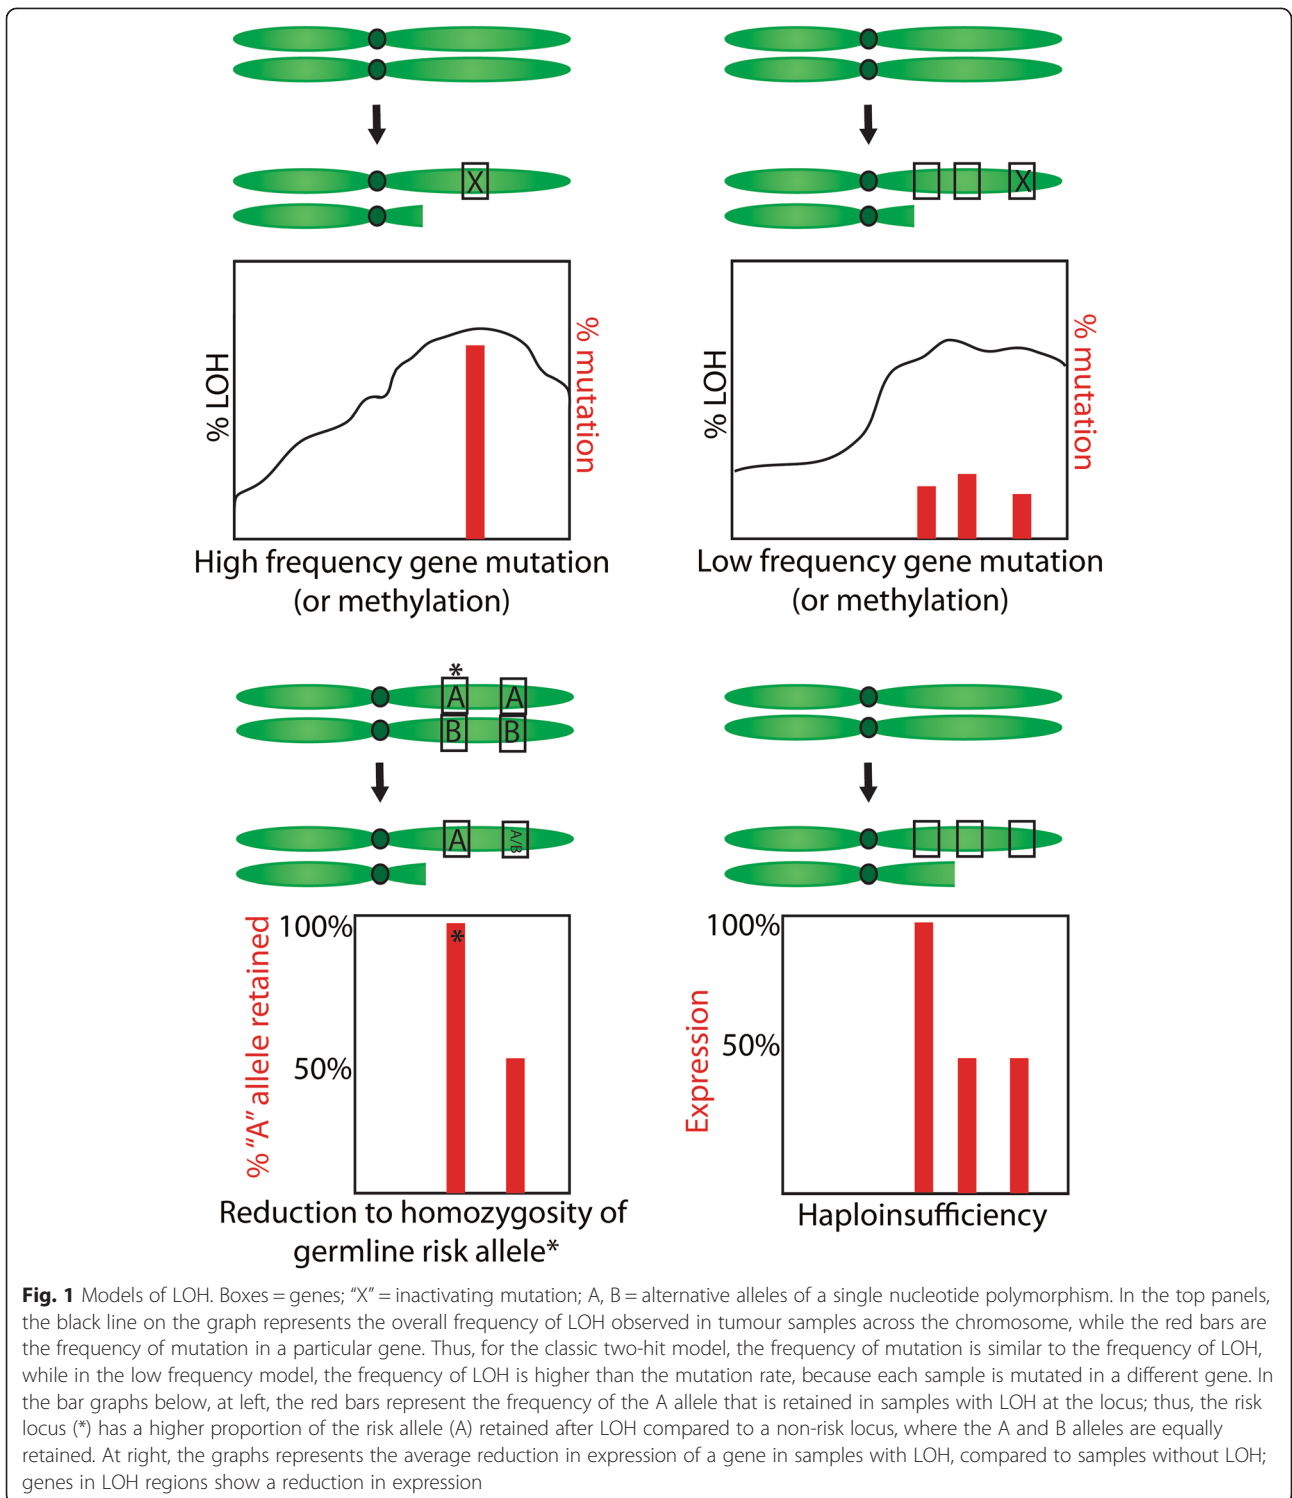 X
X
% LOH
% mutation
High frequency gene mutation
(or methylation)
% LOH
% mutation
Low frequency gene mutation
(or methylation)
*
A A
B B
A A/B
% "A" allele retained
100%
50%
*
Reduction to homozygosity of
germline risk allele*
Expression
100%
50%
Haploinsufficiency
Fig. 1 Models of LOH. Boxes = genes; “X” = inactivating mutation; A, B = alternative alleles of a single nucleotide polymorphism. In the top panels,
the black line on the graph represents the overall frequency of LOH observed in tumour samples across the chromosome, while the red bars are
the frequency of mutation in a particular gene. Thus, for the classic two-hit model, the frequency of mutation is similar to the frequency of LOH,
while in the low frequency model, the frequency of LOH is higher than the mutation rate, because each sample is mutated in a different gene. In
the bar graphs below, at left, the red bars represent the frequency of the A allele that is retained in samples with LOH at the locus; thus, the risk
locus (*) has a higher proportion of the risk allele (A) retained after LOH compared to a non-risk locus, where the A and B alleles are equally
retained. At right, the graphs represents the average reduction in expression of a gene in samples with LOH, compared to samples without LOH;
genes in LOH regions show a reduction in expression